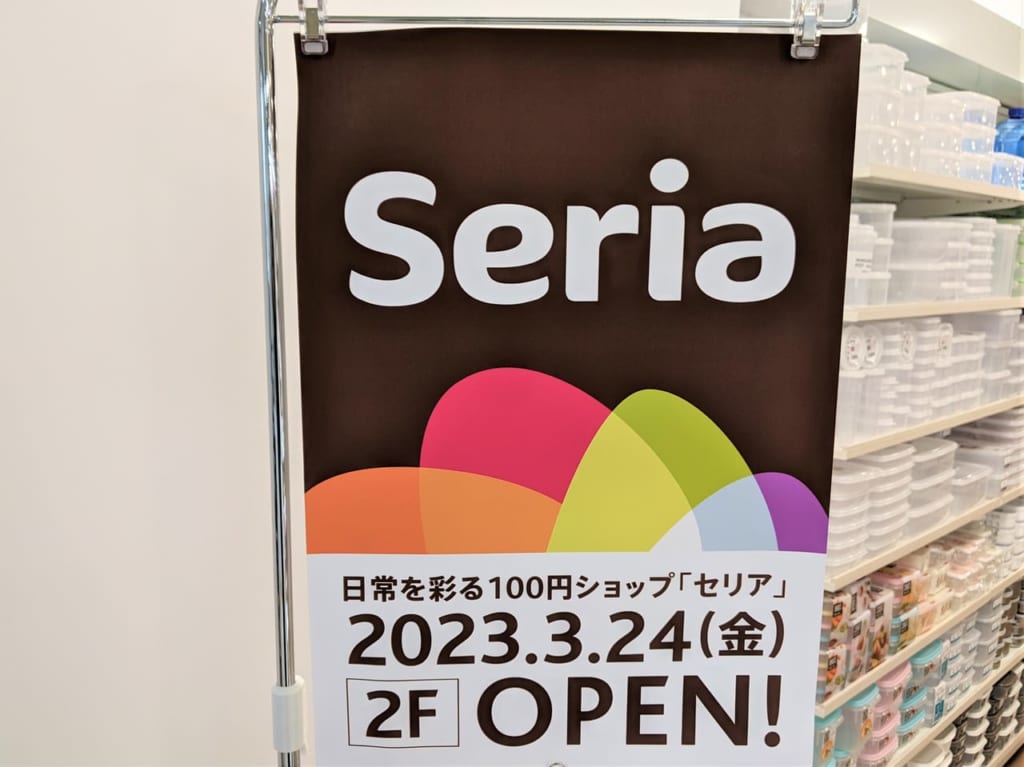 Seria
日常を彩る100円ショップ「セリア」
2023.3.24(金)
2F OPEN!